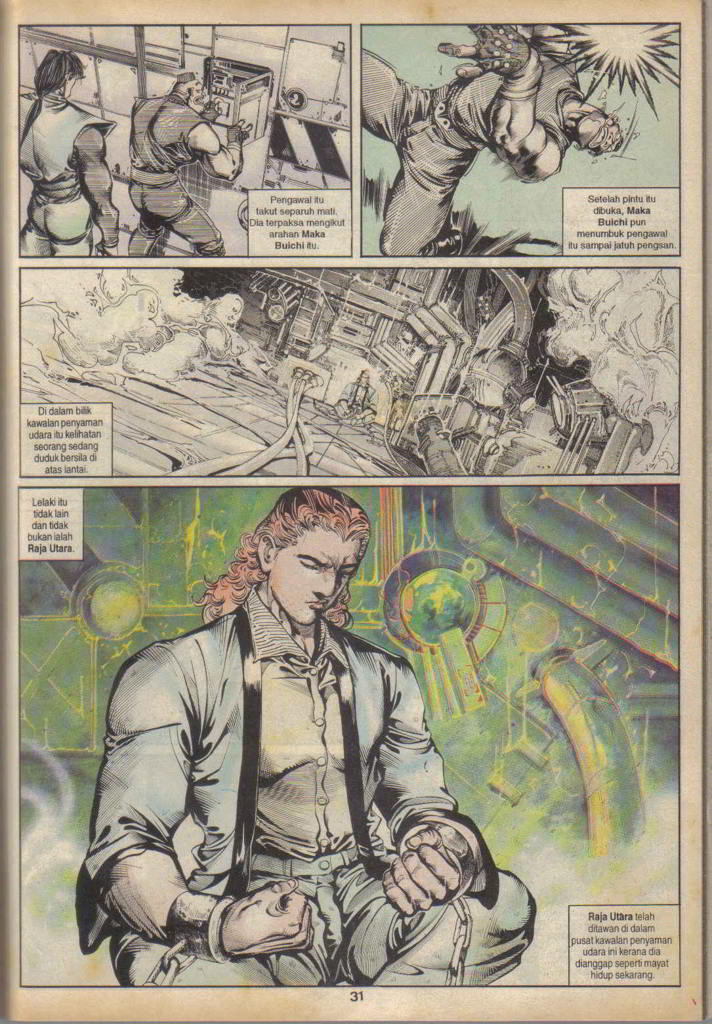 Pengawal itu
takut separuh mati.
Dia terpaksa mengikut
arahan Maka
Buichi itu.
Setelah pintu itu
dibuka, Maka
Buichi pun
menumbuk pengawal
itu sampai jatuh pengsan.
Di dalam bilik
kawalan penyaman
udara itu kelihatan
seorang sedang
duduk bersila di
atas lantai.
Lelaki itu
tidak lain
dan tidak
bukan ialah
Raja Utara.
Raja Utara telah
ditawan di dalam
pusat kawalan penyaman
udara ini kerana dia
dianggap seperti mayat
hidup sekarang.
31